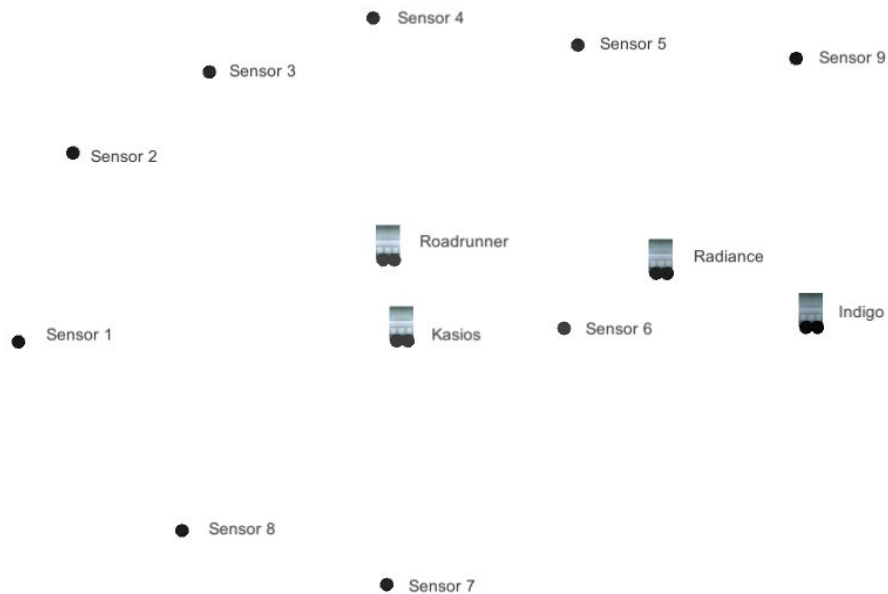 Sensor 4
Sensor 5
Sensor 9
Sensor 3
Sensor 2
Roadrunner
Radiance
Indigo
Sensor 6
Sensor 1
Kasios
Sensor 8
Sensor 7